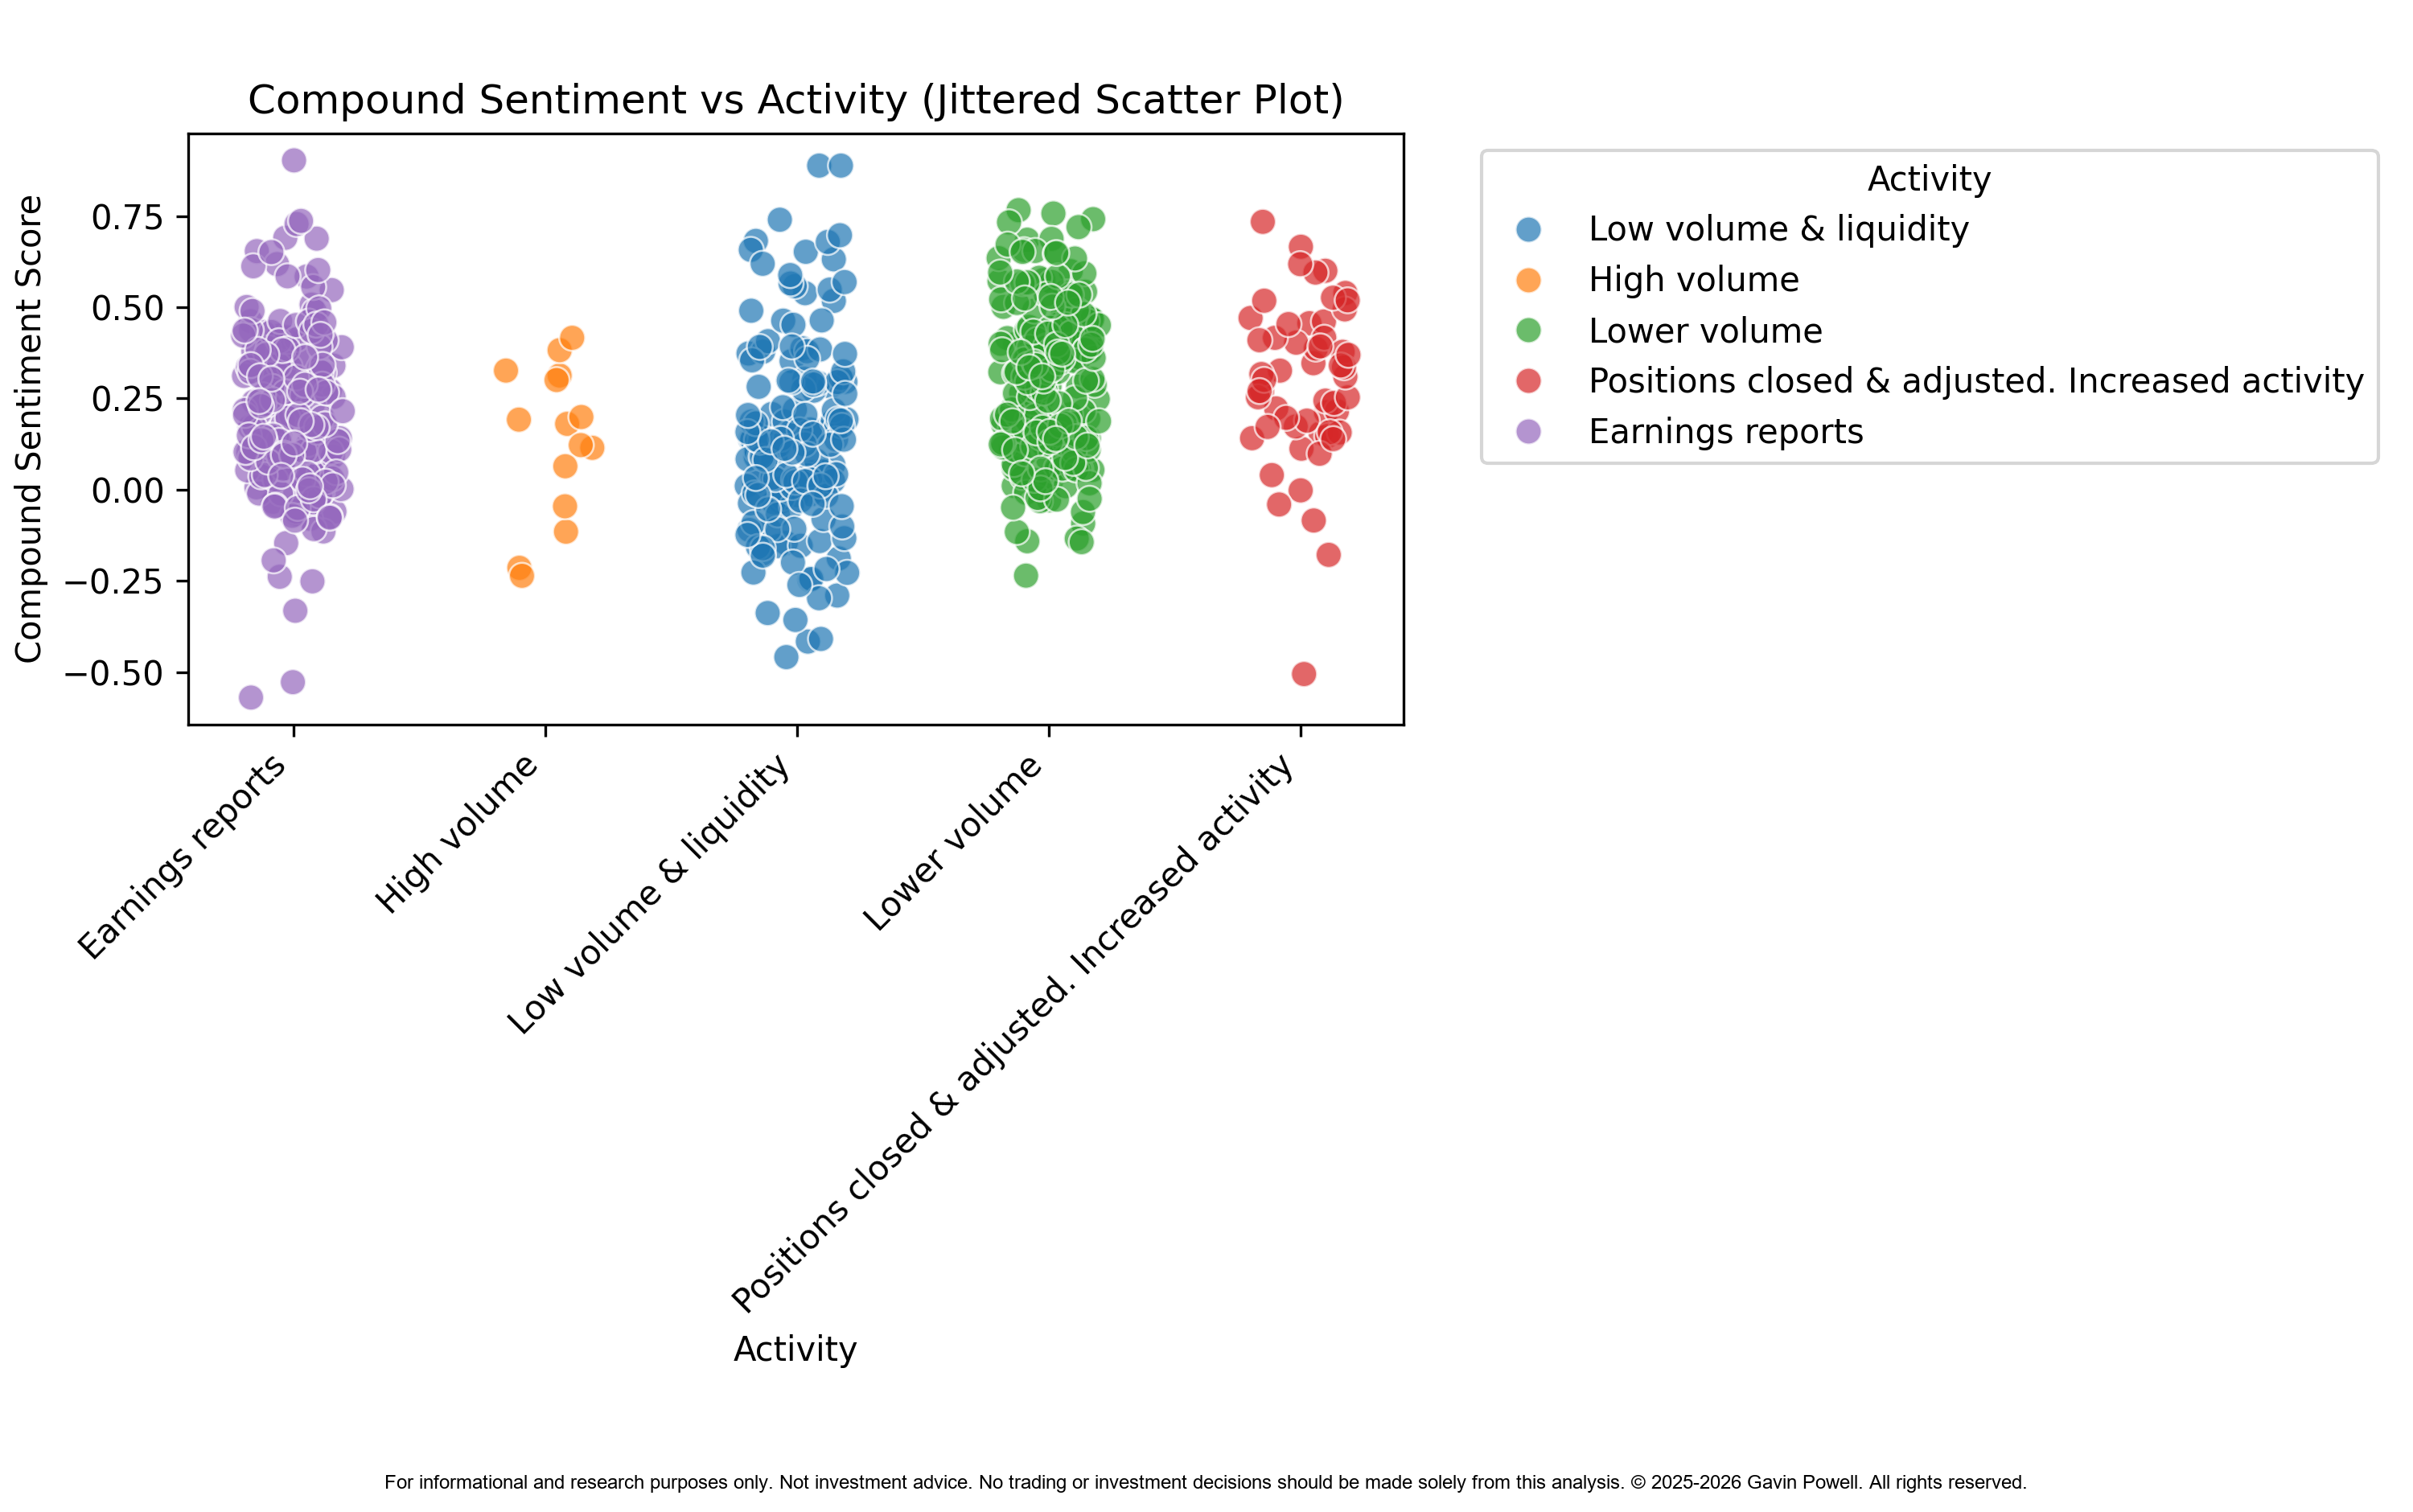 Compound Sentiment vs Activity (Jittered Scatter Plot)
Compound Sentiment Score
0.75
0.50
0.25
0.00
−0.25
−0.50
Earnings reports
High volume
Low volume & liquidity
Lower volume
Positions closed & adjusted. Increased activity
Activity
Activity
Low volume & liquidity
High volume
Lower volume
Positions closed & adjusted. Increased activity
Earnings reports
For informational and research purposes only. Not investment advice. No trading or investment decisions should be made solely from this analysis. © 2025-2026 Gavin Powell. All rights reserved.